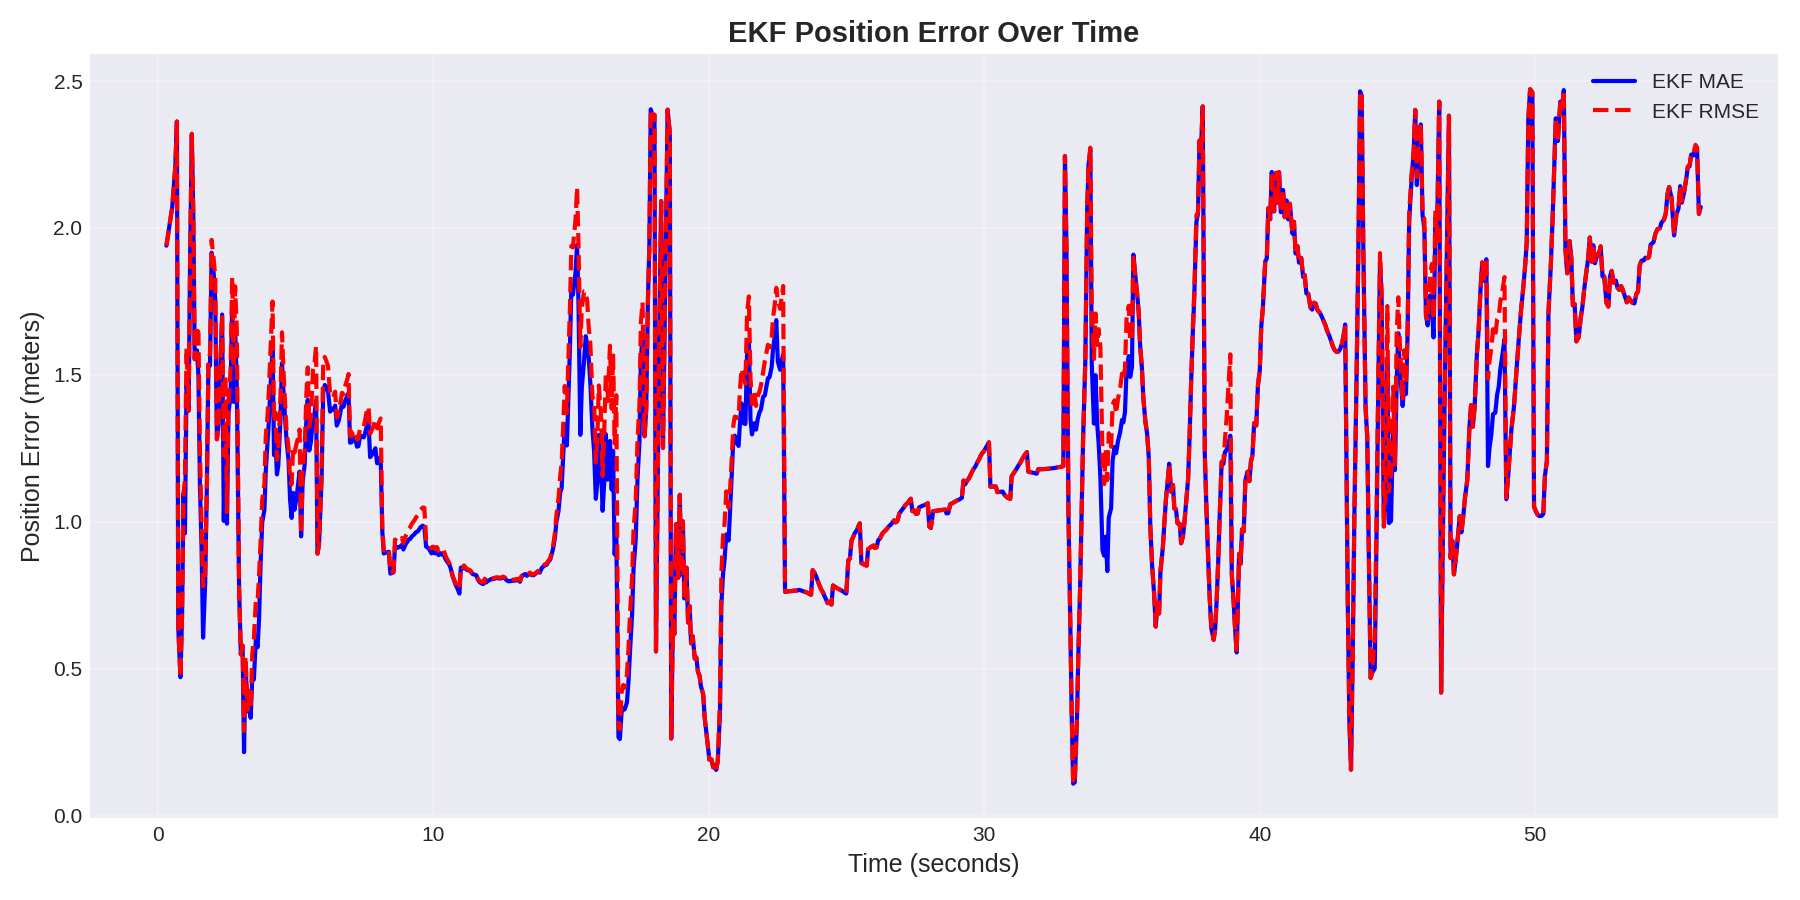 EKF Position Error Over Time
EKF MAE
EKF RMSE
Position Error (meters)
2.5
2.0
1.5
1.0
0.5
0.0
0 10 20 30 40 50
Time (seconds)